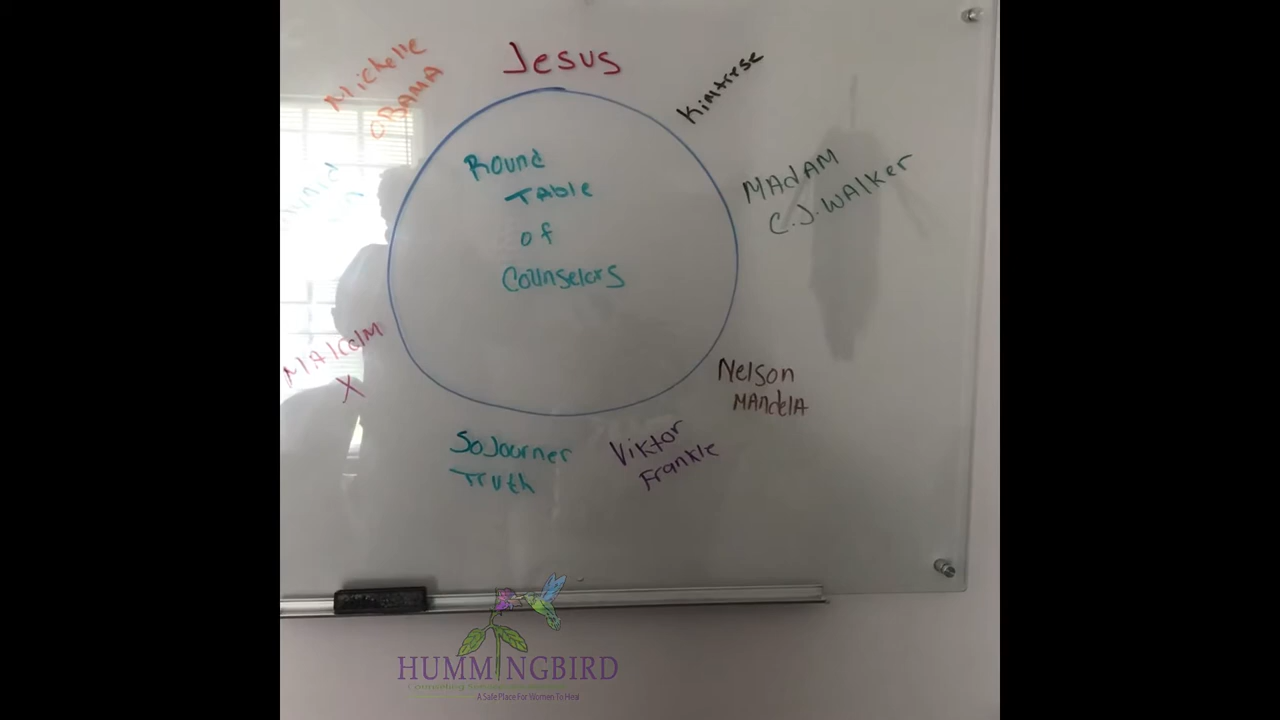 Jesus
Michelle
OBAMA
Kimtrese
MADAM
C.J. WALKER
Round
TABle
of
Counselors
MAlcolM
X
Nelson
MAndelA
SoJourner
Truth
Viktor
Frankle
HUMMINGBIRD
A Safe Place For Women To Heal